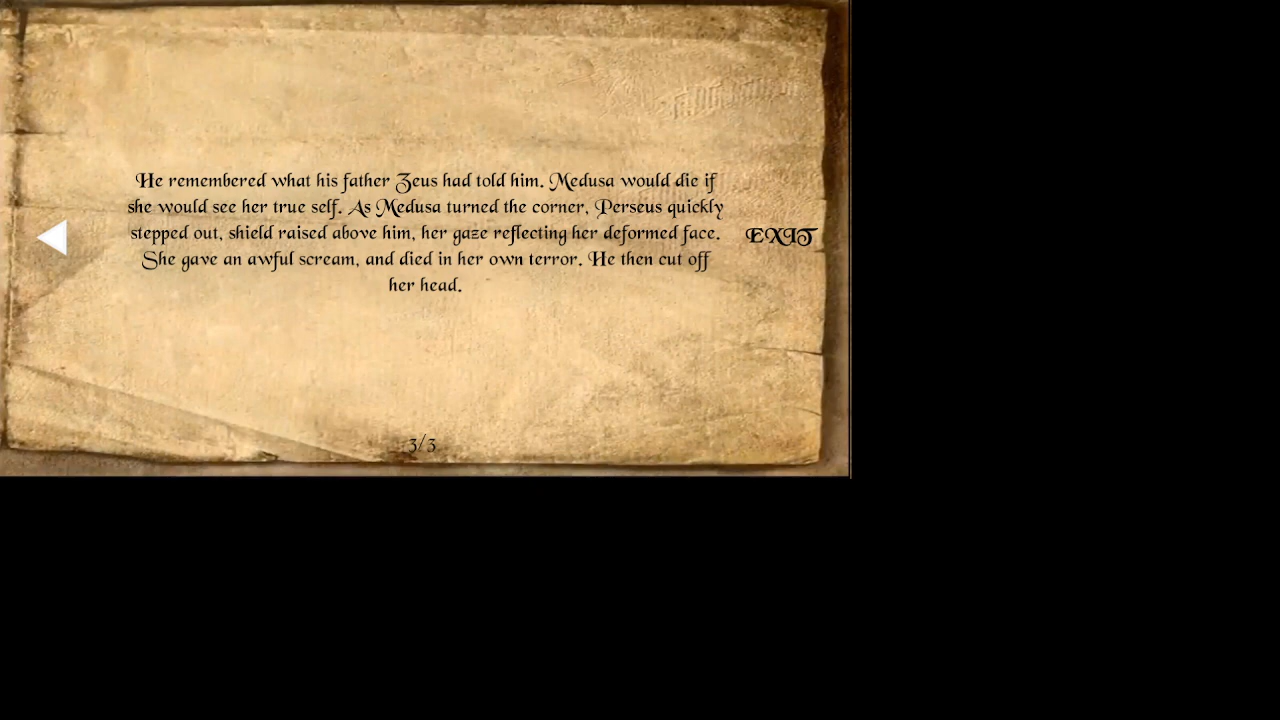 He remembered what his father Zeus had told him. Medusa would die if
she would see her true self. As Medusa turned the corner, Perseus quickly
stepped out, shield raised above him, her gaze reflecting her deformed face.
She gave an awful scream, and died in her own terror. He then cut off
her head.
EXIT
3/3